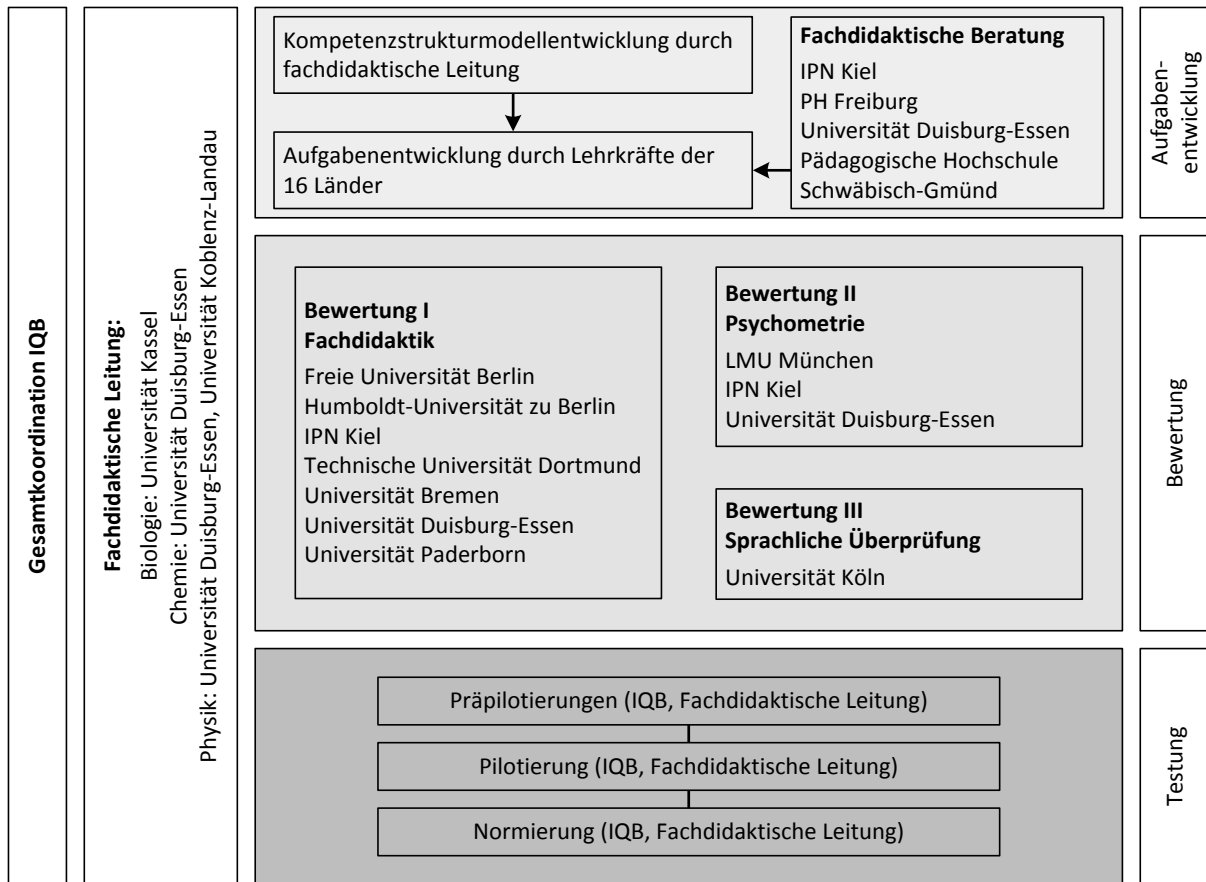 Gesamtkoordination IQB
Fachdidaktische Leitung:
Biologie: Universität Kassel
Chemie: Universität Duisburg-Essen
Physik: Universität Duisburg-Essen, Universität Koblenz-Landau
Kompetenzstrukturmodellentwicklung durch
fachdidaktische Leitung
Aufgabenentwicklung durch Lehrkräfte der
16 Länder
Fachdidaktische Beratung
IPN Kiel
PH Freiburg
Universität Duisburg-Essen
Pädagogische Hochschule
Schwäbisch-Gmünd
Aufgaben-
entwicklung
Bewertung I
Fachdidaktik
Freie Universität Berlin
Humboldt-Universität zu Berlin
IPN Kiel
Technische Universität Dortmund
Universität Bremen
Universität Duisburg-Essen
Universität Paderborn
Bewertung II
Psychometrie
LMU München
IPN Kiel
Universität Duisburg-Essen
Bewertung III
Sprachliche Überprüfung
Universität Köln
Bewertung
Präpilotierungen (IQB, Fachdidaktische Leitung)
Pilotierung (IQB, Fachdidaktische Leitung)
Normierung (IQB, Fachdidaktische Leitung)
Testung